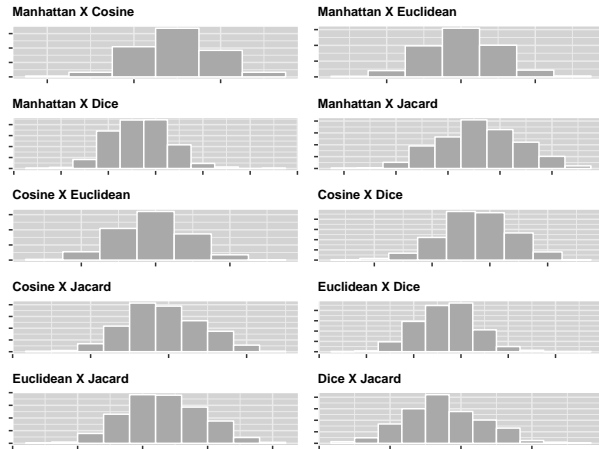 Manhattan X Cosine
Manhattan X Euclidean
Manhattan X Dice
Manhattan X Jacard
Cosine X Euclidean
Cosine X Dice
Cosine X Jacard
Euclidean X Dice
Euclidean X Jacard
Dice X Jacard